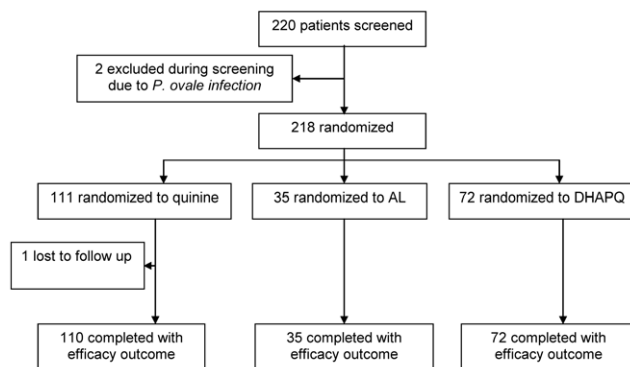 220 patients screened
2 excluded during screening
due to P. ovale infection
218 randomized
111 randomized to quinine
35 randomized to AL
72 randomized to DHAPQ
1 lost to follow up
110 completed with
efficacy outcome
35 completed with
efficacy outcome
72 completed with
efficacy outcome